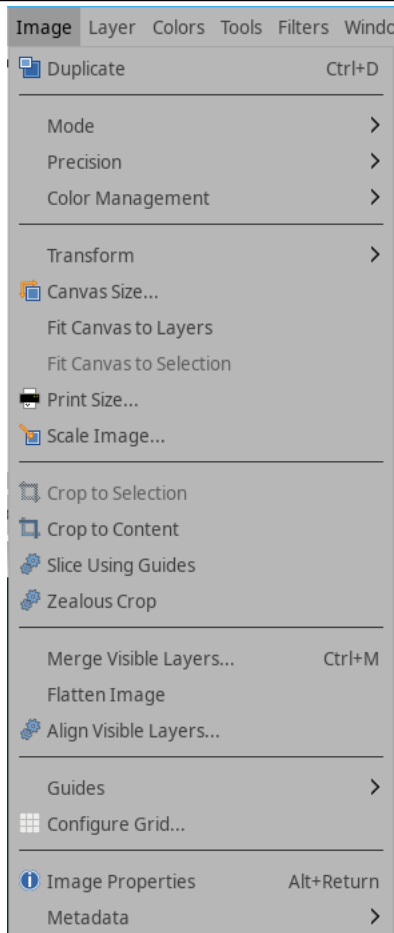 Image Layer Colors Tools Filters Windo
Duplicate Ctrl+D
Mode
Precision
Color Management
Transform
Canvas Size...
Fit Canvas to Layers
Fit Canvas to Selection
Print Size...
Scale Image...
Crop to Selection
Crop to Content
Slice Using Guides
Zealous Crop
Merge Visible Layers... Ctrl+M
Flatten Image
Align Visible Layers...
Guides
Configure Grid...
Image Properties Alt+Return
Metadata